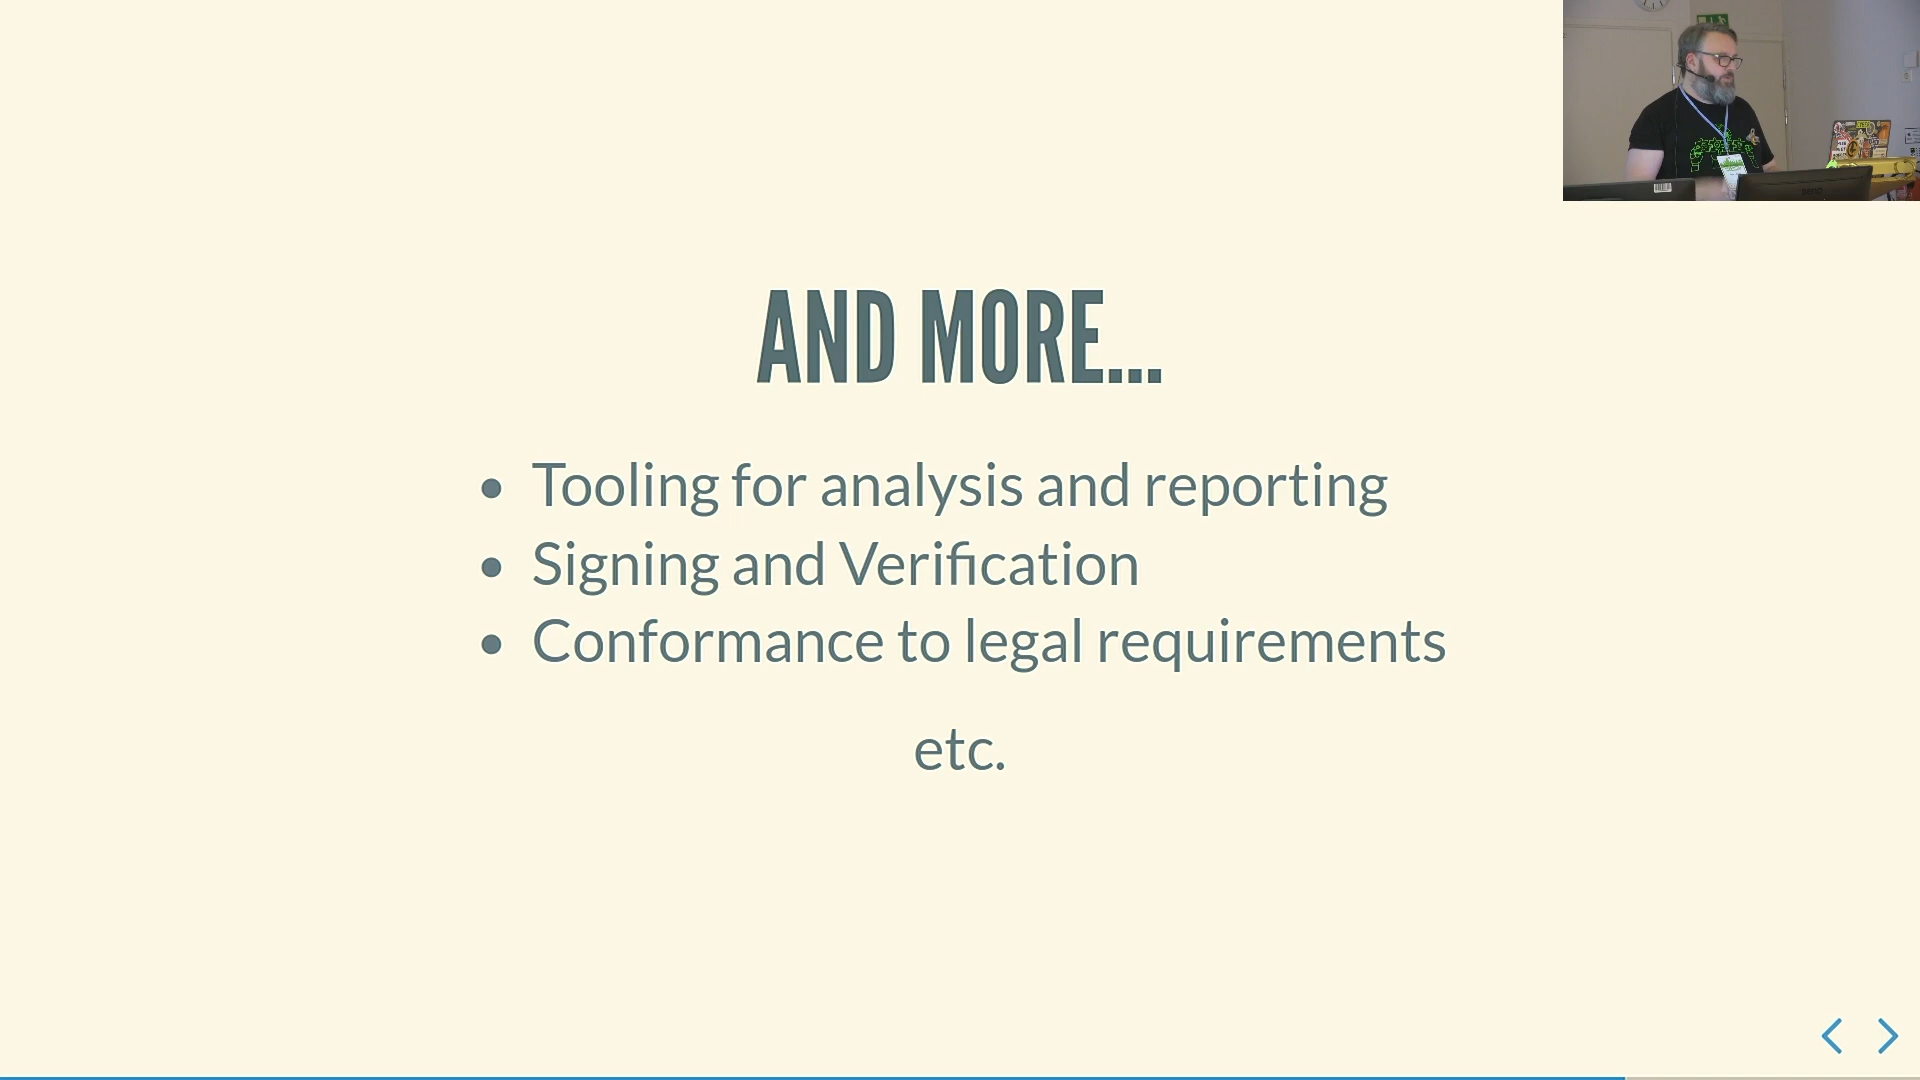 AND MORE...
Tooling for analysis and reporting
Signing and Verification
Conformance to legal requirements
etc.